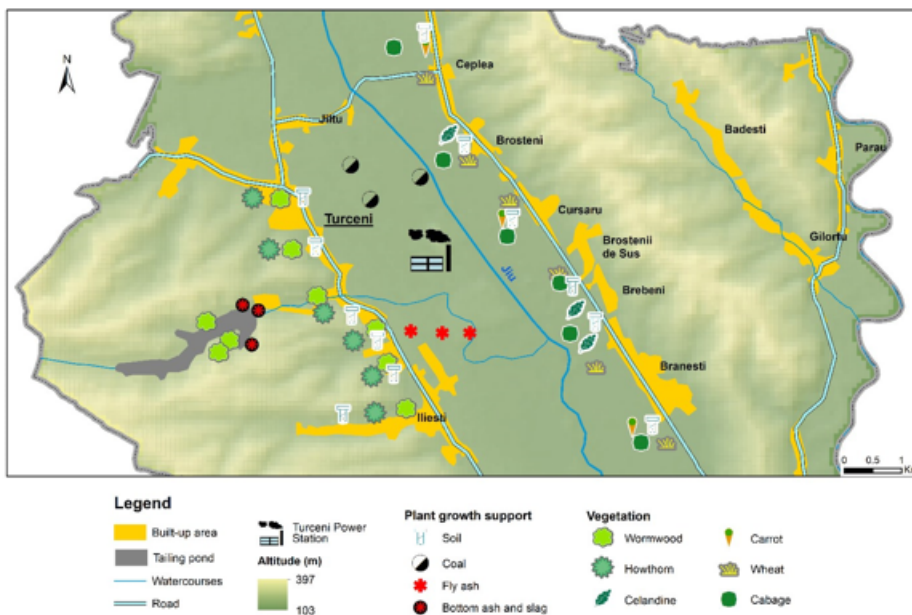 N
Ceplea
Jiltu
Brosteni
Badesti
Parau
Turceni
Cursaru
Gilortu
Brostenii
de Sus
Jiu
Brebeni
Branesti
Iliesti
0 0.5 1
Legend
Built-up area
Tailing pond
Watercourses
Road
Turceni Power
Station
Altitude (m)
397
103
Plant growth support
Soil
Coal
Fly ash
Bottom ash and slag
Vegetation
Wormwood
Howthorn
Celandine
Carrot
Wheat
Cabage